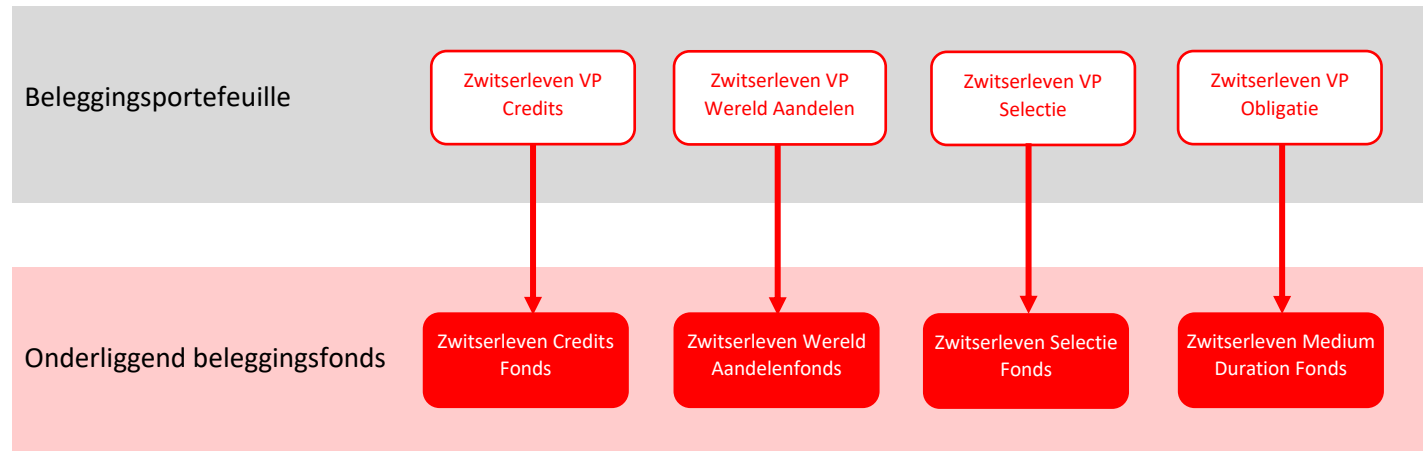 Beleggingsportefeuille
Zwitserleven VP
Credits
Zwitserleven VP
Wereld Aandelen
Zwitserleven VP
Selectie
Zwitserleven VP
Obligatie
Onderliggend beleggingsfonds
Zwitserleven Credits
Fonds
Zwitserleven Wereld
Aandelenfonds
Zwitserleven Selectie
Fonds
Zwitserleven Medium
Duration Fonds